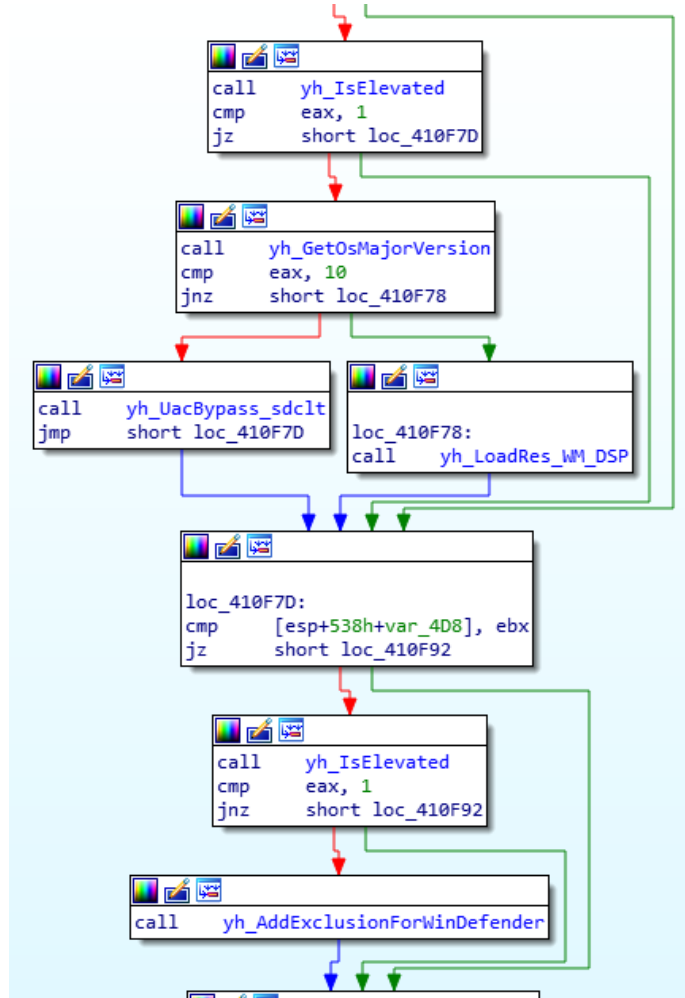 call yh_IsElevated
cmp eax, 1
jz short loc_410F7D
call yh_GetOsMajorVersion
cmp eax, 10
jnz short loc_410F78
call yh_UacBypass_sdclt
jmp short loc_410F7D
loc_410F78:
call yh_LoadRes_WM_DSP
loc_410F7D:
cmp [esp+538h+var_4D8], ebx
jz short loc_410F92
call yh_IsElevated
cmp eax, 1
jnz short loc_410F92
call yh_AddExclusionForWinDefender